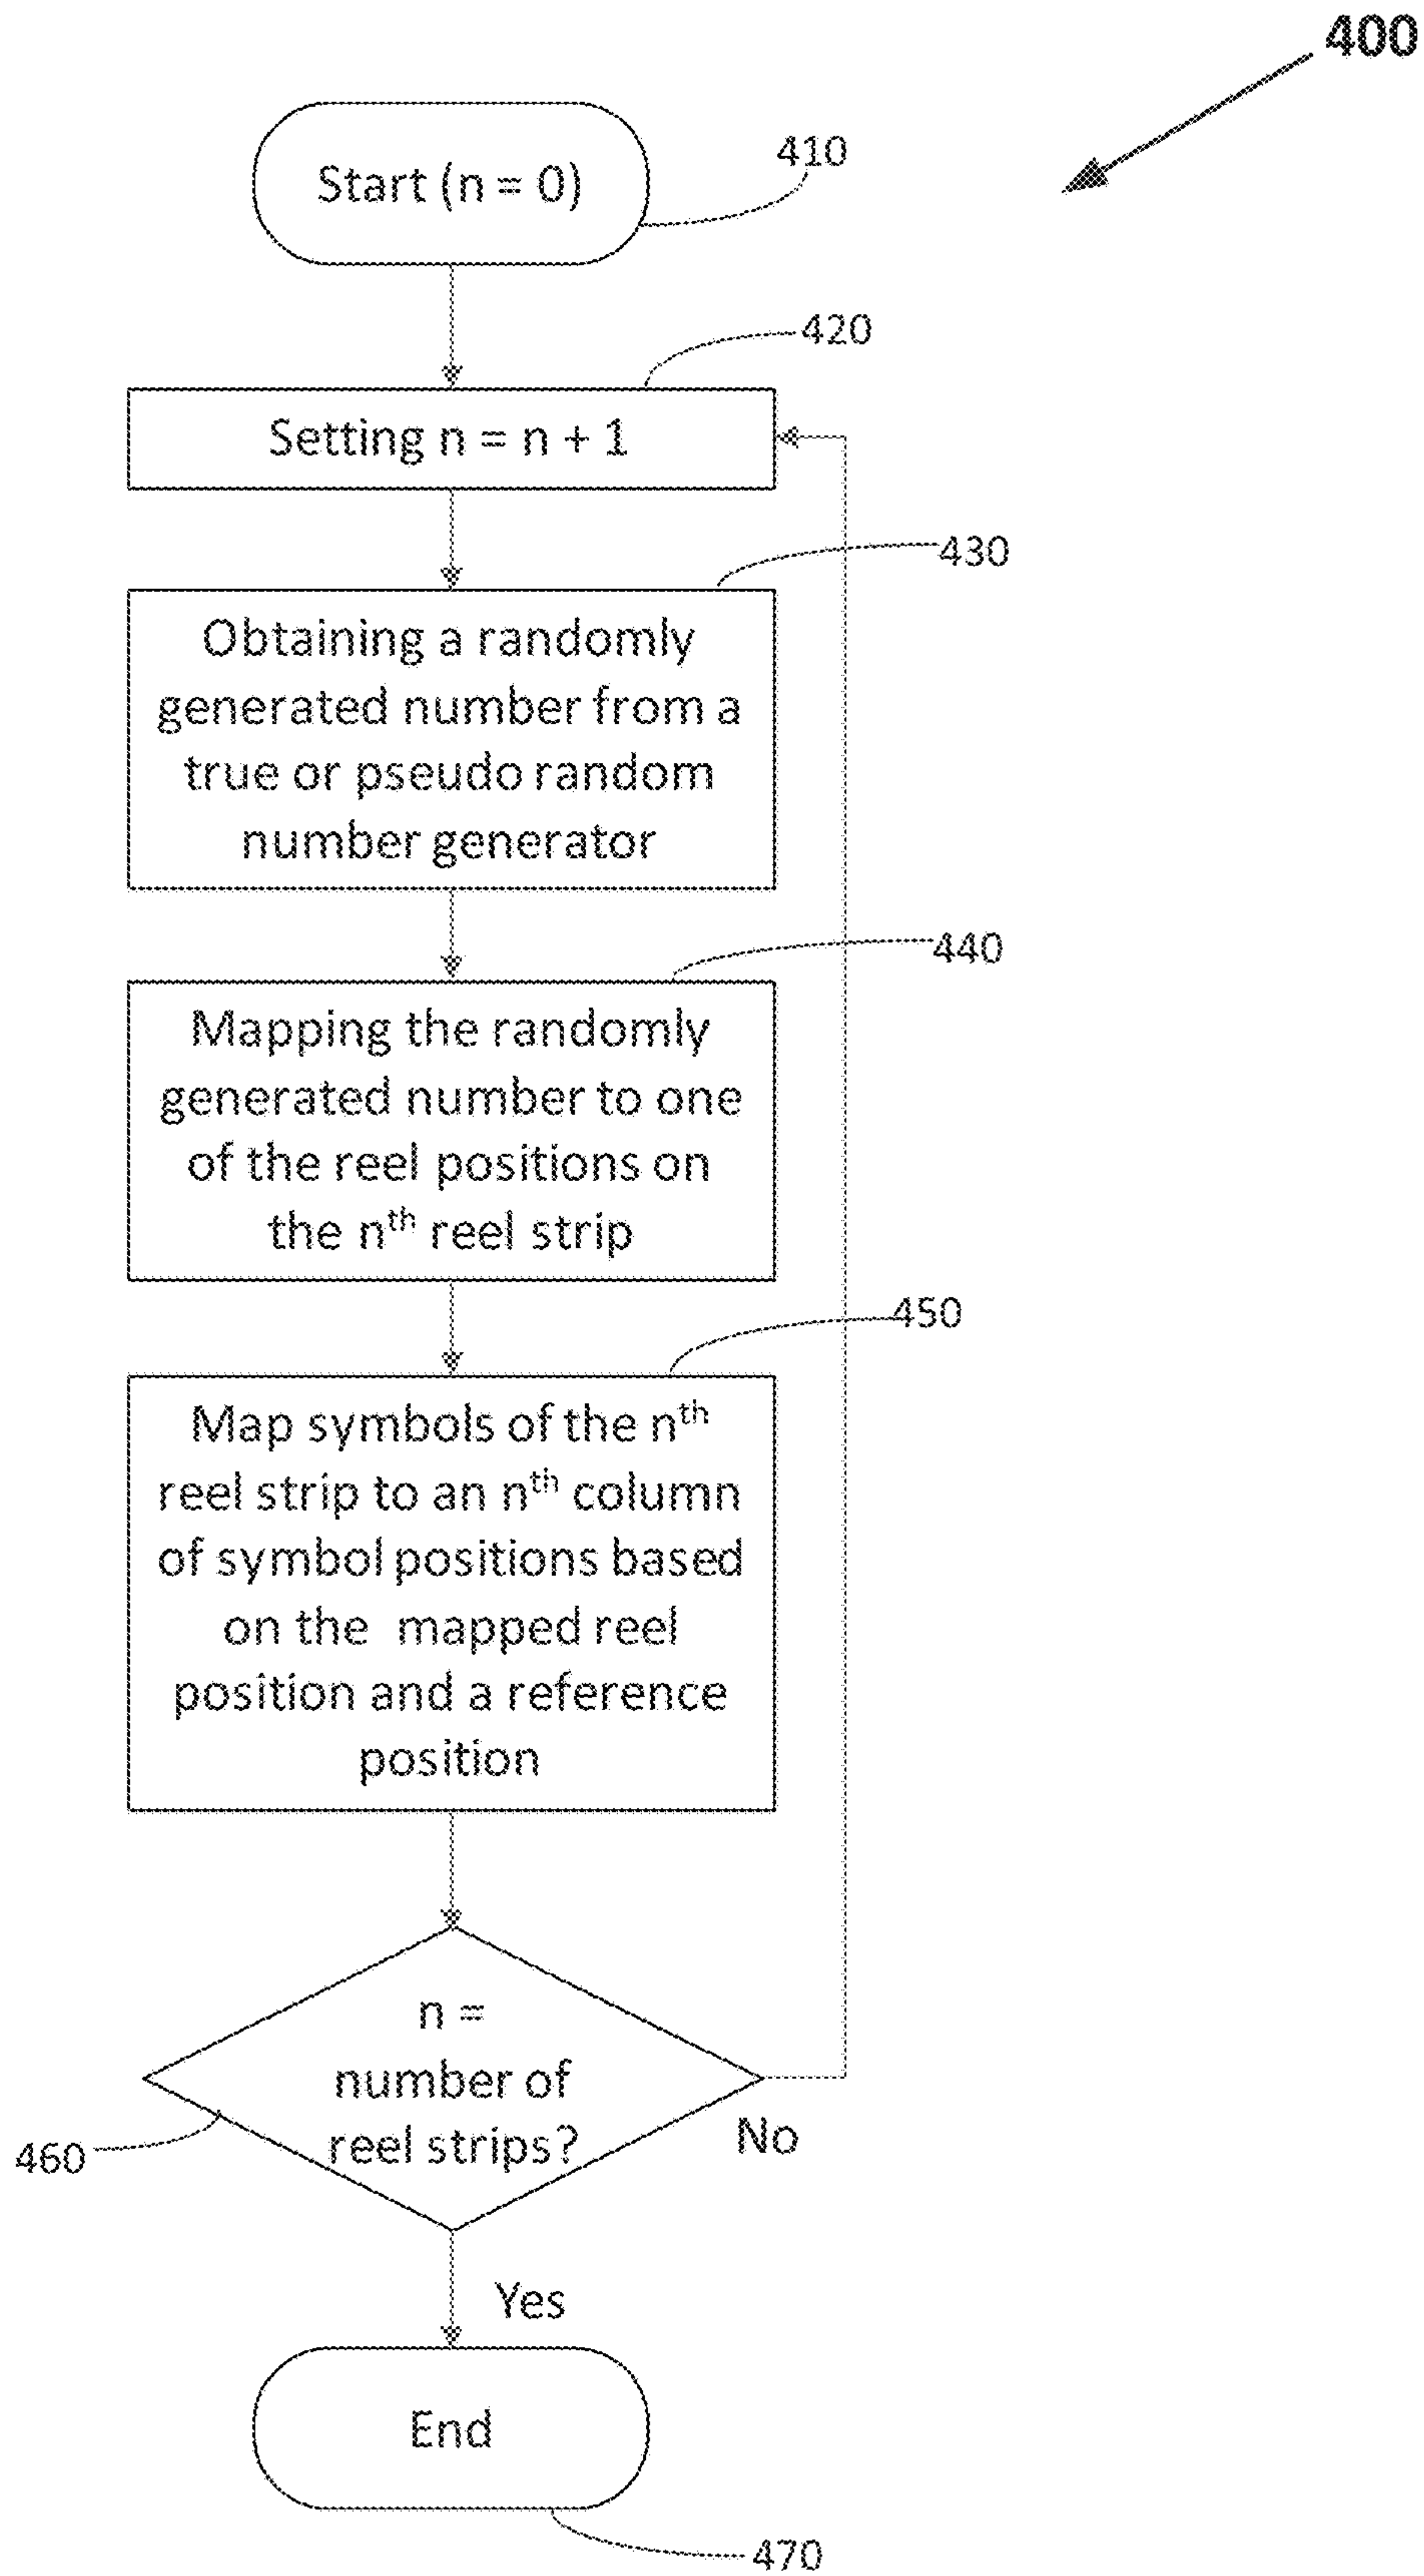 400
Start (n = 0)
410
420
Setting n = n + 1
430
Obtaining a randomly
generated number from a
true or pseudo random
number generator
440
Mapping the randomly
generated number to one
of the reel positions on
the nth reel strip
450
Map symbols of the nth
reel strip to an nth column
of symbol positions based
on the mapped reel
position and a reference
position
n =
number of
reel strips?
460
No
Yes
End
470